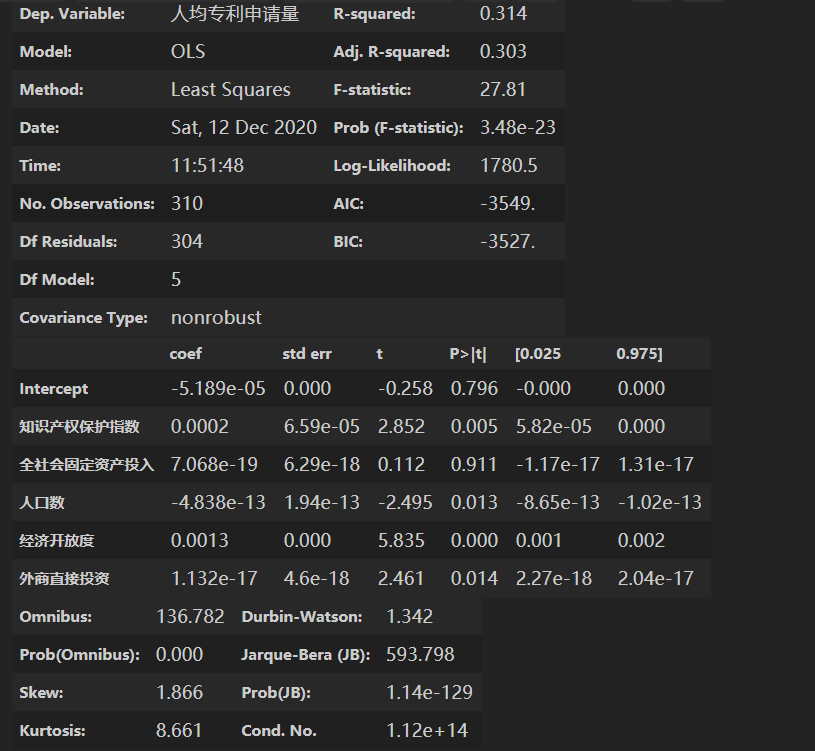 Dep. Variable: 人均专利申请量 R-squared: 0.314
Model: OLS Adj. R-squared: 0.303
Method: Least Squares F-statistic: 27.81
Date: Sat, 12 Dec 2020 Prob (F-statistic): 3.48e-23
Time: 11:51:48 Log-Likelihood: 1780.5
No. Observations: 310 AIC: -3549.
Df Residuals: 304 BIC: -3527.
Df Model: 5
Covariance Type: nonrobust
coef std err t P>|t| [0.025 0.975]
Intercept -5.189e-05 0.000 -0.258 0.796 -0.000 0.000
知识产权保护指数 0.0002 6.59e-05 2.852 0.005 5.82e-05 0.000
全社会固定资产投入 7.068e-19 6.29e-18 0.112 0.911 -1.17e-17 1.31e-17
人口数 -4.838e-13 1.94e-13 -2.495 0.013 -8.65e-13 -1.02e-13
经济开放度 0.0013 0.000 5.835 0.000 0.001 0.002
外商直接投资 1.132e-17 4.6e-18 2.461 0.014 2.27e-18 2.04e-17
Omnibus: 136.782 Durbin-Watson: 1.342
Prob(Omnibus): 0.000 Jarque-Bera (JB): 593.798
Skew: 1.866 Prob(JB): 1.14e-129
Kurtosis: 8.661 Cond. No. 1.12e+14